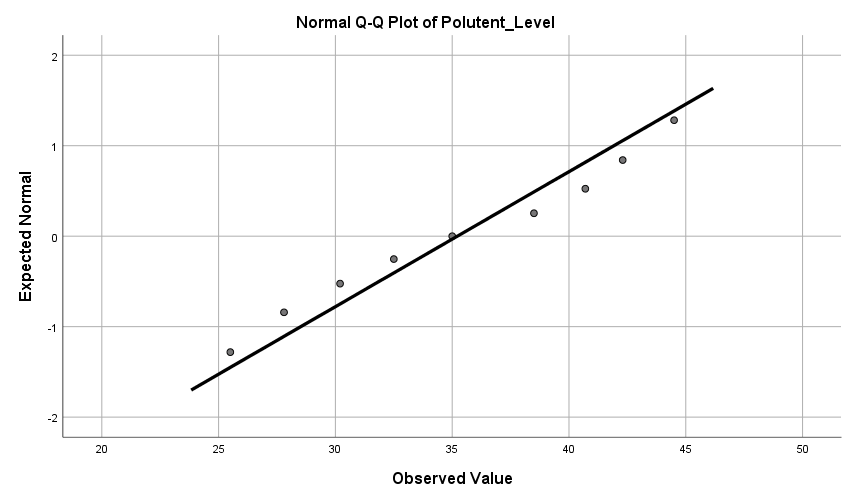 Normal Q-Q Plot of Polutent_Level
2
1
0
-1
-2
Expected Normal
20 25 30 35 40 45 50
Observed Value